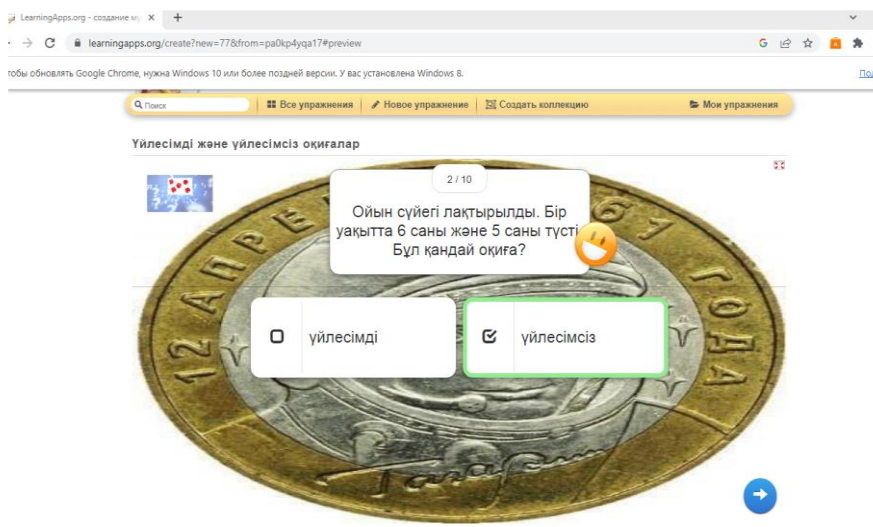 LearningApps.org - создание му
learningapps.org/create?new=77&from=pa0kp4yqa17#preview
тобы обновлять Google Chrome, нужна Windows 10 или более поздней версии. У вас установлена Windows 8.
Поиск
Все упражнения
Новое упражнение
Создать коллекцию
Мои упражнения
Үйлесімді және үйлесімсіз оқиғалар
2 / 10
Ойын сүйегі лақтырылды. Бір
уақытта 6 саны және 5 саны түсті
Бұл қандай оқиға?
үйлесімді
үйлесімсіз
12 АПРЕ
ГОДА
Гагарин